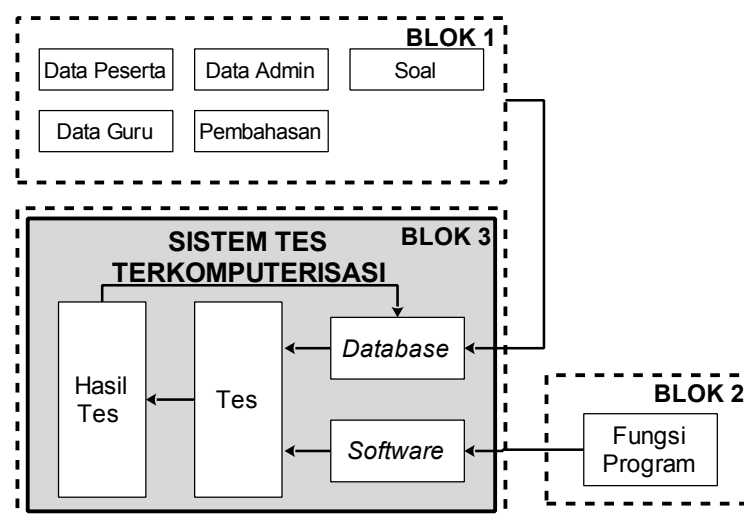 BLOK 1
Data Peserta
Data Admin
Soal
Data Guru
Pembahasan
SISTEM TES
TERKOMPUTERISASI
BLOK 3
Hasil
Tes
Tes
Database
Software
BLOK 2
Fungsi
Program